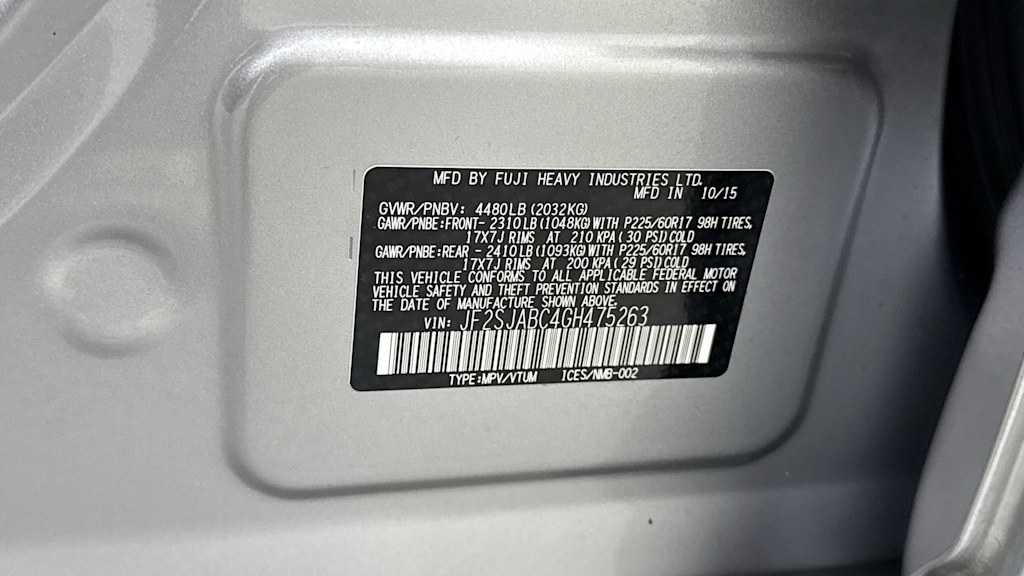 MFD BY FUJI HEAVY INDUSTRIES LTD.
MFD IN 10/15
GVWR/PNBV: 4480LB(2032KG)
GAWR/PNBE:FRONT- 2310LB(1048KG)WITH P225/60R17 98H TIRES,
17X7J RIMS AT 210 KPA(30 PSI)COLD
GAWR/PNBE:REAR - 2410LB(1093KG)WITH P225/60R17 98H TIRES,
17X7J RIMS AT 200 KPA(29 PSI)COLD
THIS VEHICLE CONFORMS TO ALL APPLICABLE FEDERAL MOTOR
VEHICLE SAFETY AND THEFT PREVENTION STANDARDS IN EFFECT ON
THE DATE OF MANUFACTURE SHOWN ABOVE.
VIN: JF2SJABC4GH475263
TYPE:MPV/VTUM ICES/NMB-002